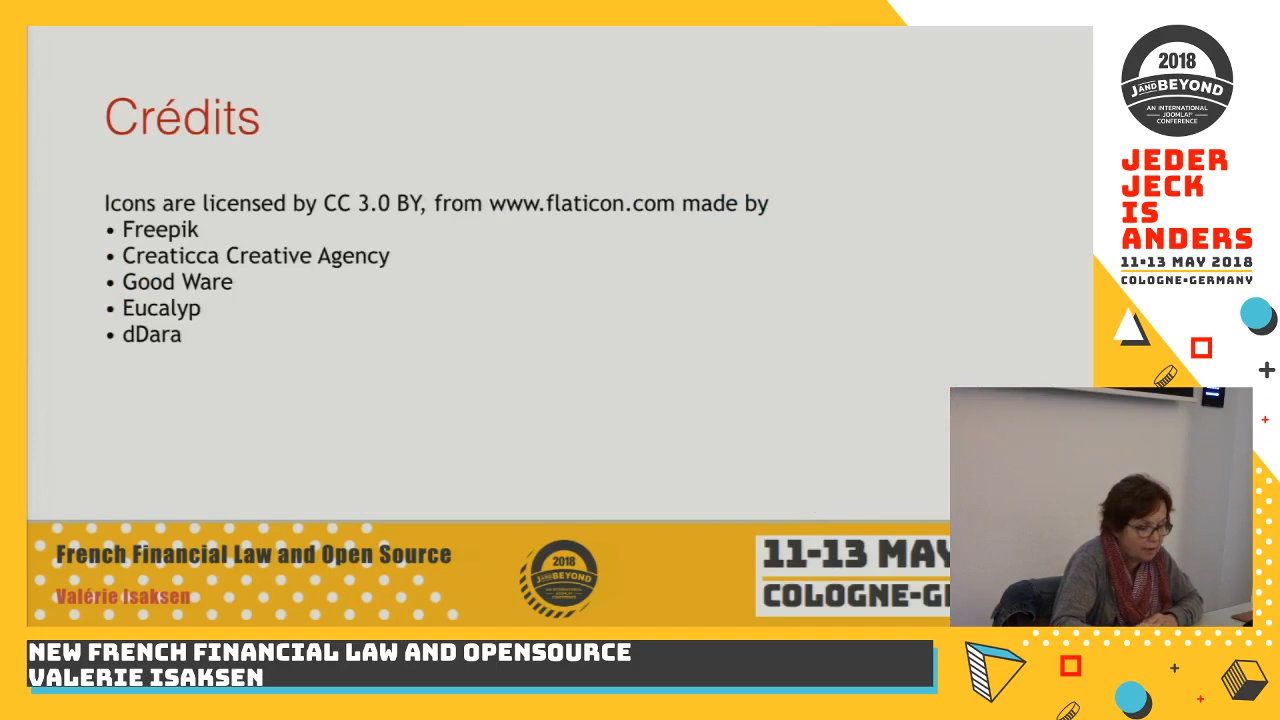 Crédits
Icons are licensed by CC 3.0 BY, from www.flaticon.com made by
• Freepik
• Creaticca Creative Agency
• Good Ware
• Eucalyp
• dDara
French Financial Law and Open Source
Valérie Isaksen
2018
J AND BEYOND
11-13 MAY
COLOGNE-GE
2018
J AND BEYOND
AN INTERNATIONAL
JOOMLA!
CONFERENCE
JEDER
JECK
IS
ANDERS
11-13 MAY 2018
COLOGNE-GERMANY
NEW FRENCH FINANCIAL LAW AND OPENSOURCE
VALERIE ISAKSEN